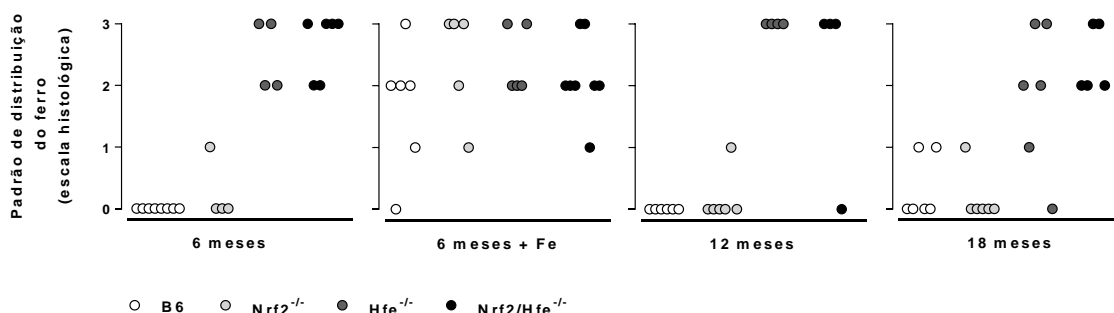 Padrão de distribuição
do ferro
(escala histológica)
3
2
1
0
6 meses
6 meses + Fe
12 meses
18 meses
B6
Nrf2-/-
Hfe-/-
Nrf2/Hfe-/-